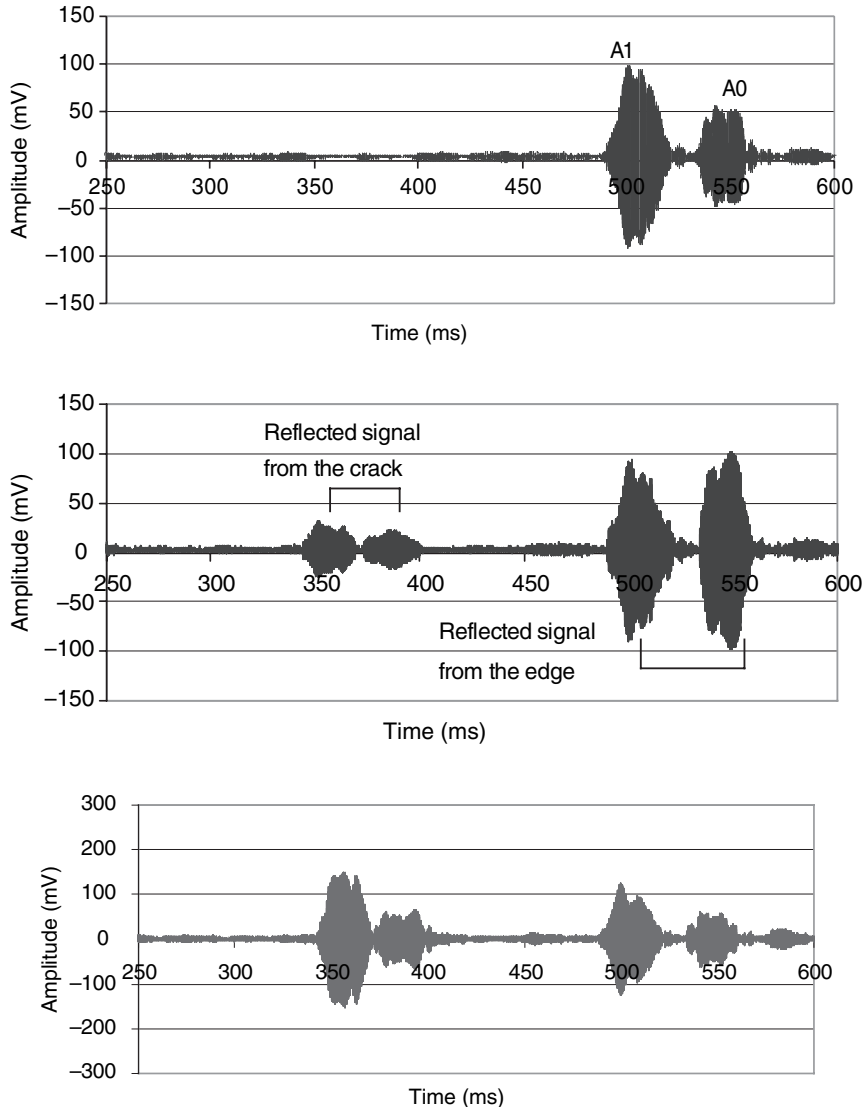 150
100
50
0
−50
−100
−150
Amplitude (mV)
A1
A0
250 300 350 400 450 500 550 600
Time (ms)
150
100
50
0
−50
−100
−150
Amplitude (mV)
Reflected signal
from the crack
250 300 350 400 450 500 550 600
Reflected signal
from the edge
Time (ms)
300
200
100
0
−100
−200
−300
Amplitude (mV)
250 300 350 400 450 500 550 600
Time (ms)